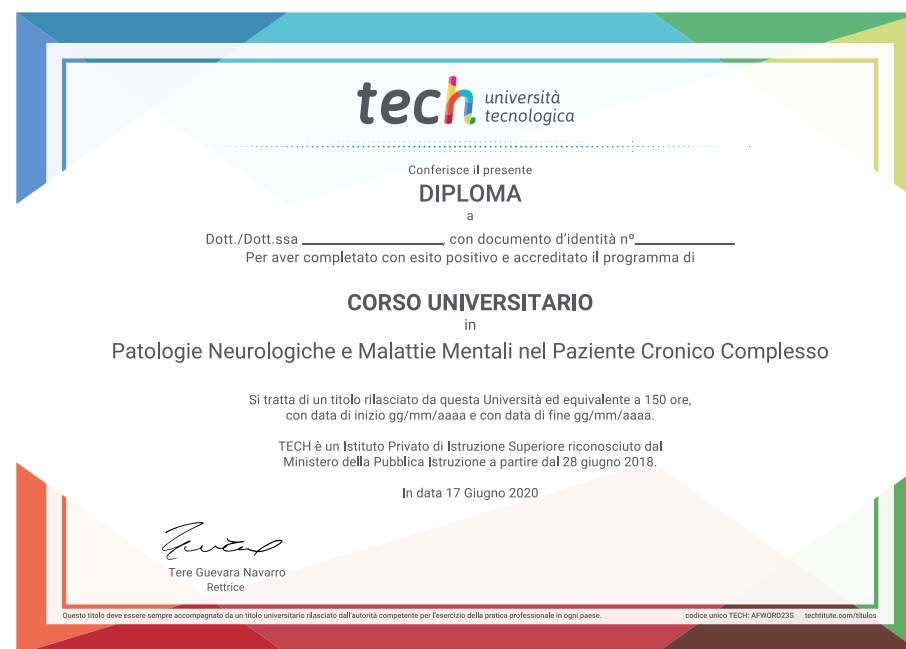 tech università
tecnologica
Conferisce il presente
DIPLOMA
a
Dott./Dott.ssa ____________________, con documento d'identità nº______________
Per aver completato con esito positivo e accreditato il programma di
CORSO UNIVERSITARIO
in
Patologie Neurologiche e Malattie Mentali nel Paziente Cronico Complesso
Si tratta di un titolo rilasciato da questa Università ed equivalente a 150 ore,
con data di inizio gg/mm/aaaa e con data di fine gg/mm/aaaa.
TECH è un Istituto Privato di Istruzione Superiore riconosciuto dal
Ministero della Pubblica Istruzione a partire dal 28 giugno 2018.
In data 17 Giugno 2020
Tere Guevara Navarro
Rettrice
Questo titolo deve essere sempre accompagnato da un titolo universitario rilasciato dall'autorità competente per l'esercizio della pratica professionale in ogni paese. codice unico TECH: AFWORD23S techtitute.com/titulos